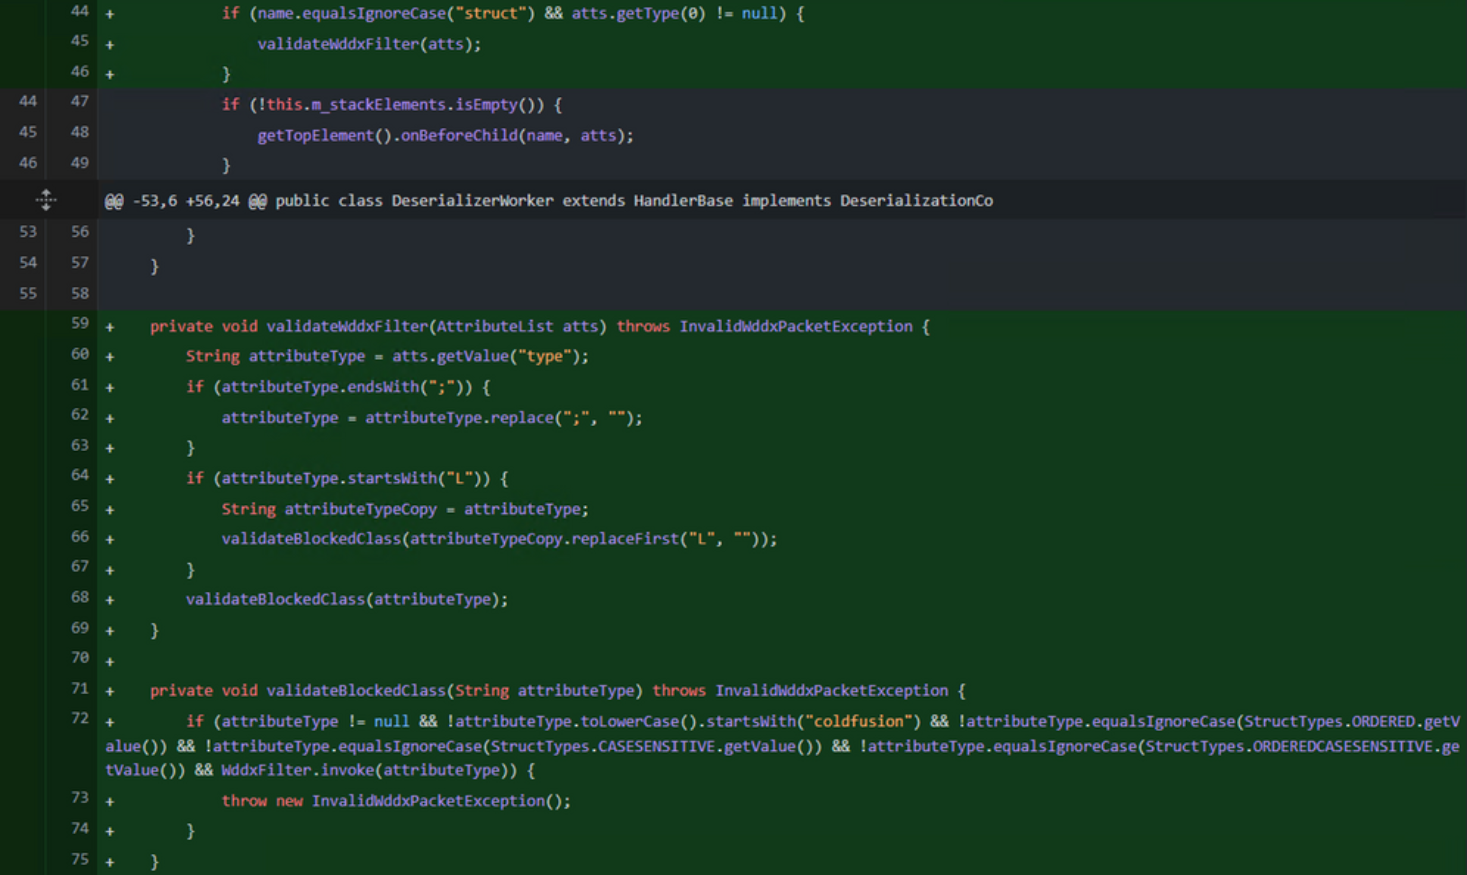 44 + if (name.equalsIgnoreCase("struct") && atts.getType(0) != null) {
45 + validateWddxFilter(atts);
46 + }
44 47 if (!this.m_stackElements.isEmpty()) {
45 48 getTopElement().onBeforeChild(name, atts);
46 49 }
@@ -53,6 +56,24 @@ public class DeserializerWorker extends HandlerBase implements DeserializationCo
53 56 }
54 57 }
55 58
59 + private void validateWddxFilter(AttributeList atts) throws InvalidWddxPacketException {
60 + String attributeType = atts.getValue("type");
61 + if (attributeType.endsWith(";")) {
62 + attributeType = attributeType.replace(";", "");
63 + }
64 + if (attributeType.startsWith("L")) {
65 + String attributeTypeCopy = attributeType;
66 + validateBlockedClass(attributeTypeCopy.replaceFirst("L", ""));
67 + }
68 + validateBlockedClass(attributeType);
69 + }
70 +
71 + private void validateBlockedClass(String attributeType) throws InvalidWddxPacketException {
72 + if (attributeType != null && !attributeType.toLowerCase().startsWith("coldfusion") && !attributeType.equalsIgnoreCase(StructTypes.ORDERED.getV
alue()) && !attributeType.equalsIgnoreCase(StructTypes.CASESENSITIVE.getValue()) && !attributeType.equalsIgnoreCase(StructTypes.ORDEREDCASESENSITIVE.ge
tValue()) && WddxFilter.invoke(attributeType)) {
73 + throw new InvalidWddxPacketException();
74 + }
75 + }